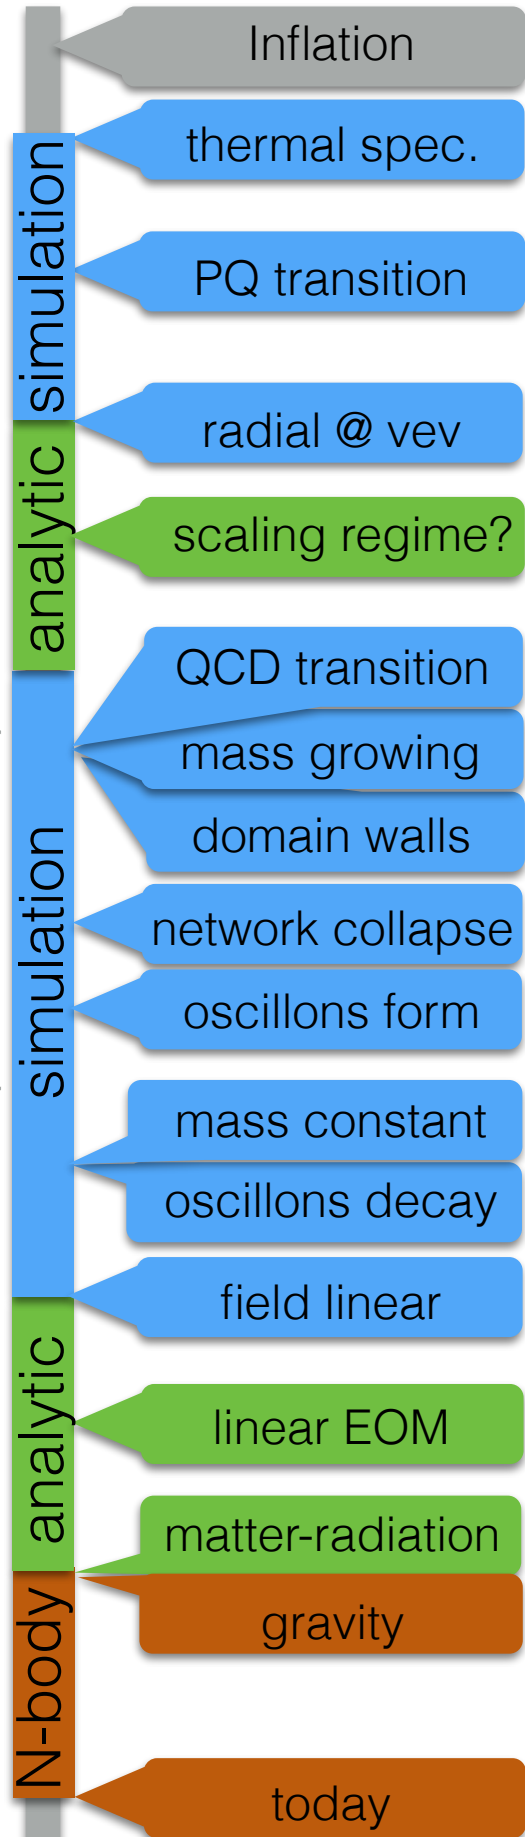 Inflation
thermal spec.
simulation
PQ transition
radial @ vev
analytic
scaling regime?
QCD transition
mass growing
domain walls
simulation
network collapse
oscillons form
mass constant
oscillons decay
field linear
analytic
linear EOM
matter-radiation
N-body
gravity
today